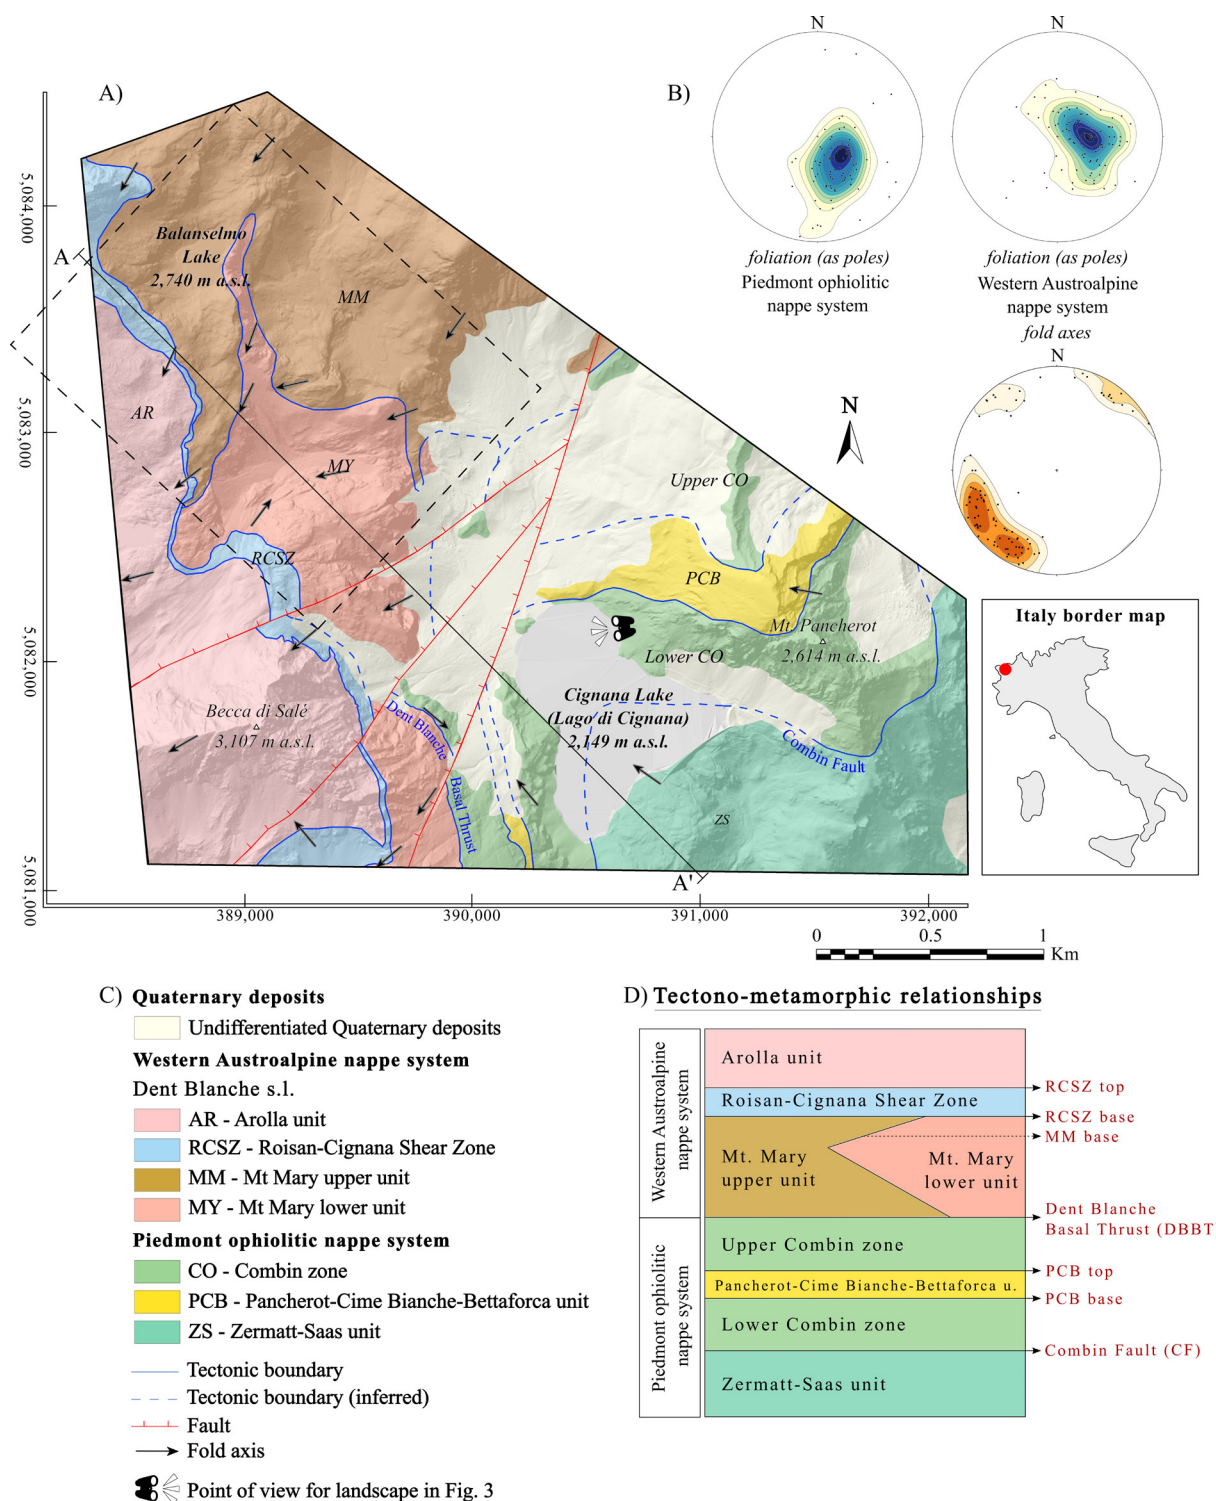 A)
B)
N
N
foliation (as poles)
Piedmont ophiolitic
nappe system
foliation (as poles)
Western Austroalpine
nappe system
fold axes
N
5,084,000
5,083,000
5,082,000
5,081,000
A
Balanselmo
Lake
2,740 m a.s.l.
MM
AR
MY
RCSZ
Upper CO
N
PCB
Mt. Pancherot
2,614 m a.s.l.
Lower CO
Becca di Salé
3,107 m a.s.l.
Dent Blanche
Basal Thrust
Cignana Lake
(Lago di Cignana)
2,149 m a.s.l.
Combin Fault
ZS
A'
389,000
390,000
391,000
392,000
0
0.5
1
Km
Italy border map
C)
Quaternary deposits
Undifferentiated Quaternary deposits
Western Austroalpine nappe system
Dent Blanche s.l.
AR - Arolla unit
RCSZ - Roisan-Cignana Shear Zone
MM - Mt Mary upper unit
MY - Mt Mary lower unit
Piedmont ophiolitic nappe system
CO - Combin zone
PCB - Pancherot-Cime Bianche-Bettaforca unit
ZS - Zermatt-Saas unit
Tectonic boundary
Tectonic boundary (inferred)
Fault
Fold axis
Point of view for landscape in Fig. 3
D)
Tectono-metamorphic relationships
Western Austroalpine
nappe system
Piedmont ophiolitic
nappe system
Arolla unit
Roisan-Cignana Shear Zone
Mt. Mary
upper unit
Mt. Mary
lower unit
Upper Combin zone
Pancherot-Cime Bianche-Bettaforca u.
Lower Combin zone
Zermatt-Saas unit
RCSZ top
RCSZ base
MM base
Dent Blanche
Basal Thrust (DBBT
PCB top
PCB base
Combin Fault (CF)